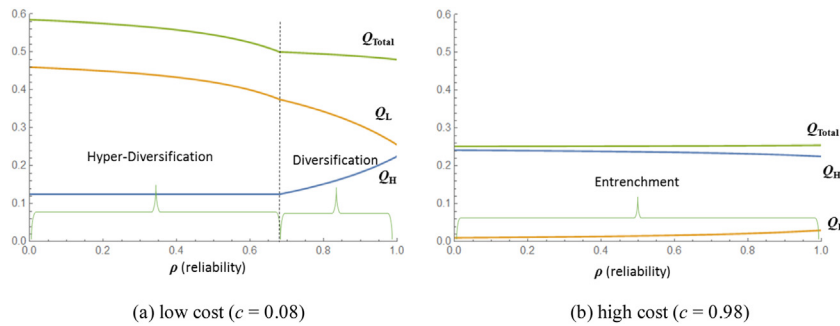 0.6
0.5
0.4
0.3
0.2
0.1
0.0
Q_Total
Q_L
Q_H
Hyper-Diversification
Diversification
0.0 0.2 0.4 0.6 0.8 1.0
ρ (reliability)
(a) low cost (c = 0.08)
0.6
0.5
0.4
0.3
0.2
0.1
0.0
Q_Total
Q_H
Entrenchment
0.0 0.2 0.4 0.6 0.8 1.0
ρ (reliability)
(b) high cost (c = 0.98)